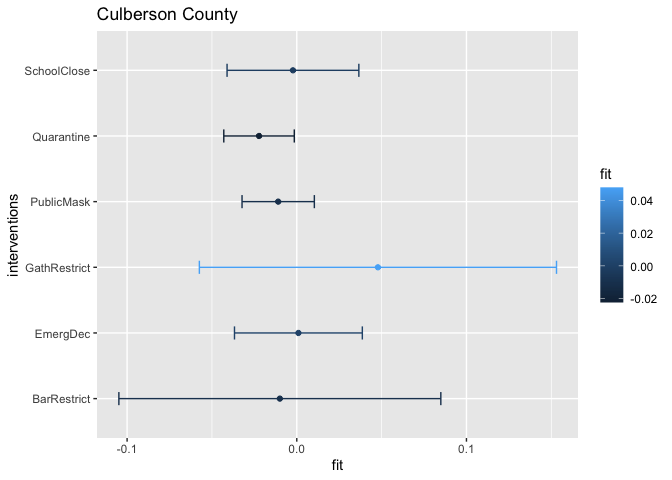 Culberson County
SchoolClose
Quarantine
PublicMask
GathRestrict
EmergDec
BarRestrict
interventions
-0.1
0.0
0.1
fit
fit
0.04
0.02
0.00
-0.02